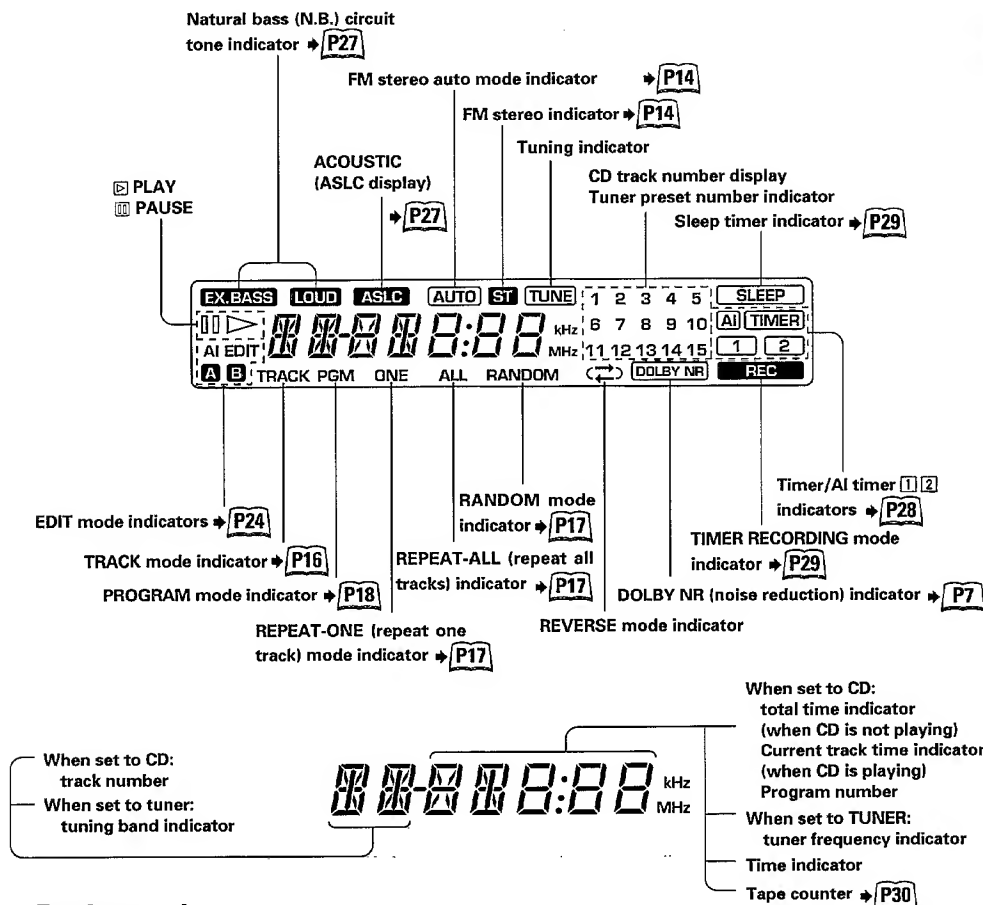 Natural bass (N.B.) circuit
tone indicator P27
FM stereo auto mode indicator P14
FM stereo indicator P14
Tuning indicator
ACOUSTIC
(ASLC display)
P27
CD track number display
Tuner preset number indicator
Sleep timer indicator P29
PLAY
PAUSE
EX.BASS LOUD ASLC AUTO ST TUNE 1 2 3 4 5 SLEEP
8:88 kHz 6 7 8 9 10 AI TIMER
AI EDIT MHz 11 12 13 14 15 1 2
A B TRACK PGM ONE ALL RANDOM DOLBY NR REC
Timer/AI timer 1 2
indicators P28
RANDOM mode
indicator P17
EDIT mode indicators P24
TIMER RECORDING mode
indicator P29
TRACK mode indicator P16
REPEAT-ALL (repeat all
tracks) indicator P17
PROGRAM mode indicator P18
DOLBY NR (noise reduction) indicator P7
REVERSE mode indicator
REPEAT-ONE (repeat one
track) mode indicator P17
When set to CD:
total time indicator
(when CD is not playing)
Current track time indicator
(when CD is playing)
Program number
When set to CD:
track number
When set to tuner:
tuning band indicator
8:88 kHz
MHz
When set to TUNER:
tuner frequency indicator
Time indicator
Tape counter P30